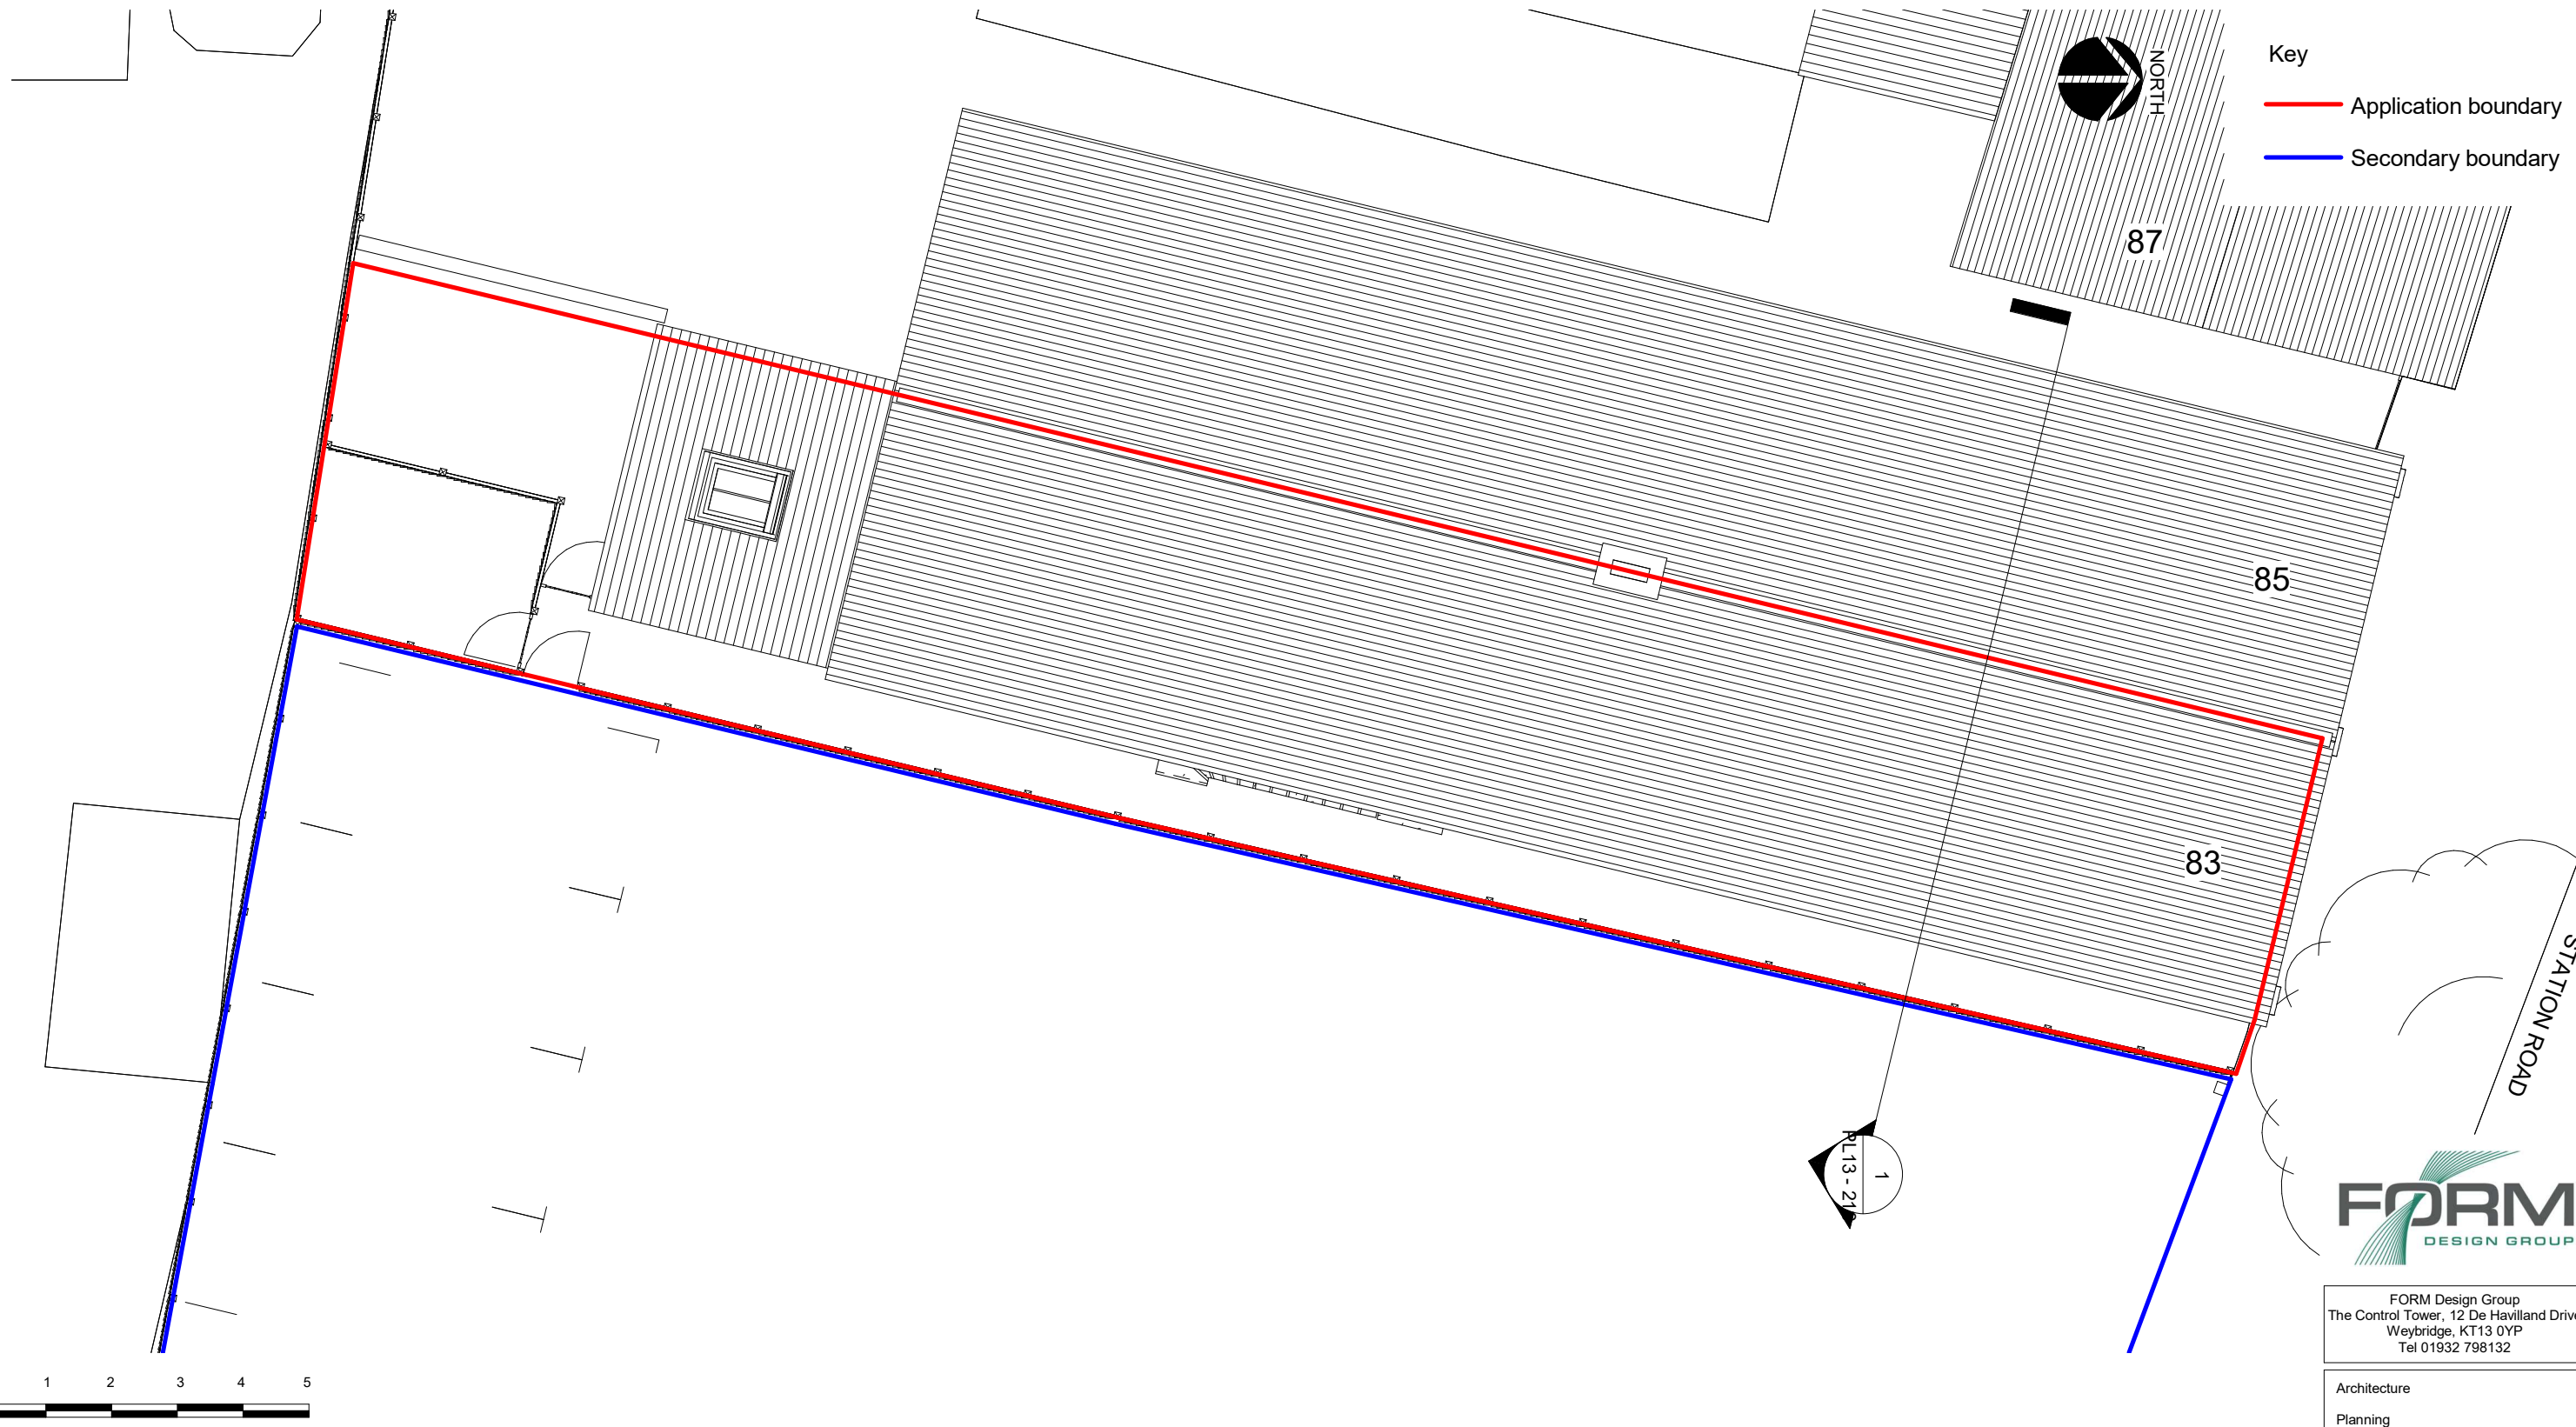 NORTH
Key
Application boundary
Secondary boundary
87
85
83
STATION ROAD
1
PL13 - 21
FORM
DESIGN GROUP
FORM Design Group
The Control Tower, 12 De Havilland Drive
Weybridge, KT13 0YP
Tel 01932 798132
Architecture
Planning
1 2 3 4 5